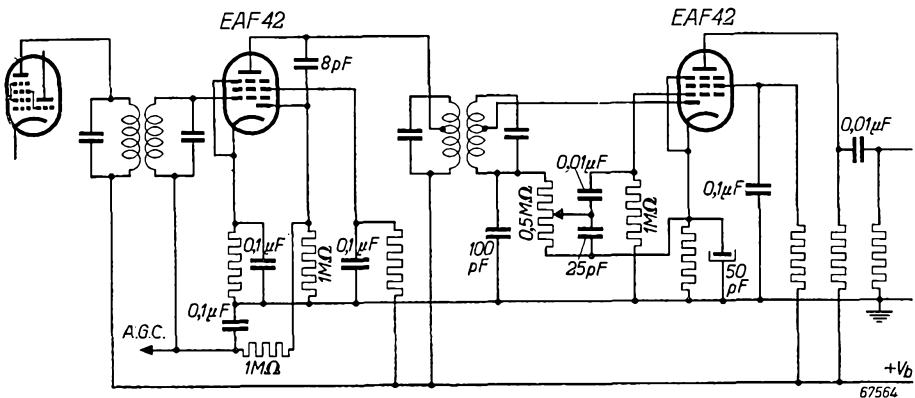 EAF42
EAF42
8pF
0,01µF
0,01µF
0,1µF
1MΩ
0,1µF
0,5MΩ
1MΩ
0,1µF
100
pF
25pF
50
pF
0,1µF
A.G.C.
1MΩ
+Vb
67564